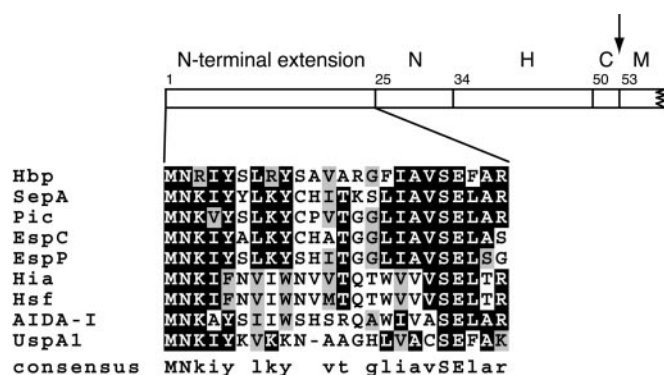 N-terminal extension N H C M
1 25 34 50 53
Hbp MNRIYSLRYSAVARGFIAVSEFAR
SepA MNKIYYLKYCHITKSLIAVSELAR
Pic MNKVYSLKYCPVTGGLIAVSELAR
EspC MNKIYALKYCHATGGLIAVSELAS
EspP MNKIYSLKYSHITGGLIAVSELSG
Hia MNKIFNVIWNVVTQTWVVVSELTR
Hsf MNKIFNVIWNVMTQTWVVVSELTR
AIDA-I MNKAYSIIWSHSRQAWIVASELAR
UspA1 MNKIYKVKKN-AAGHLVACSEFAK
consensus MNkiy lky vt gliavSElar